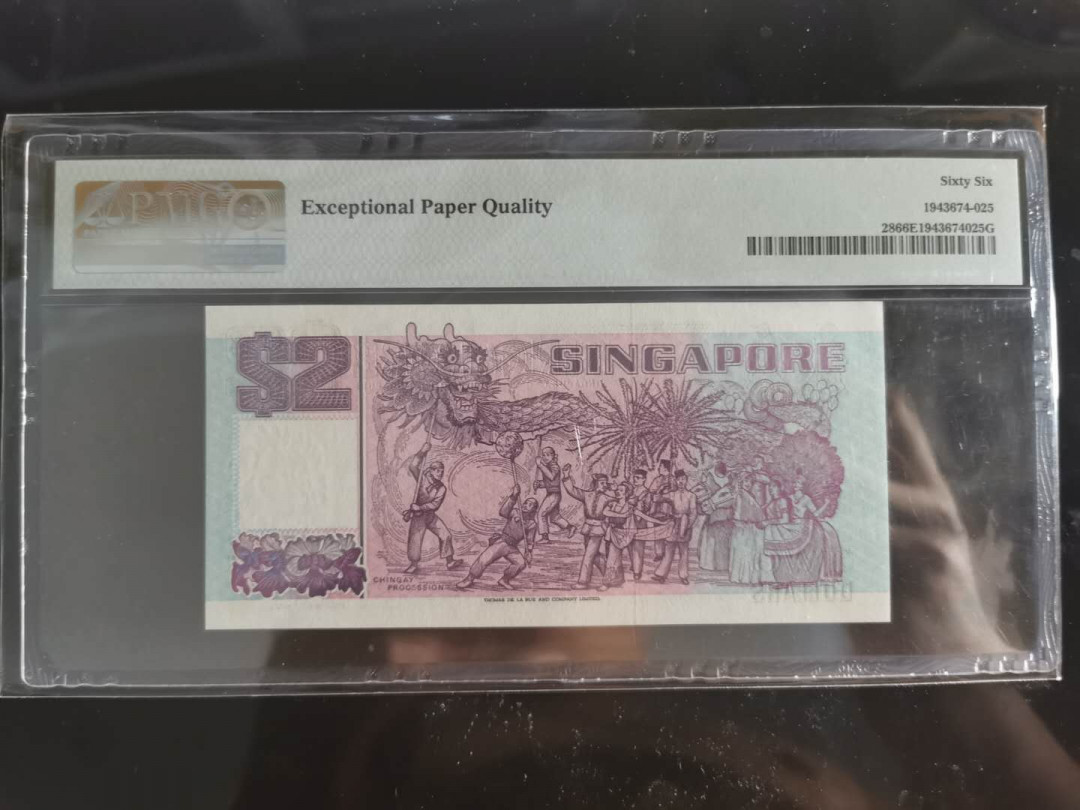 PMG
Exceptional Paper Quality
Sixty Six
1943674-025
2866E1943674025G
$2
SINGAPORE
CHINGAY
PROCESSION
THOMAS DE LA RUE AND COMPANY LIMITED.